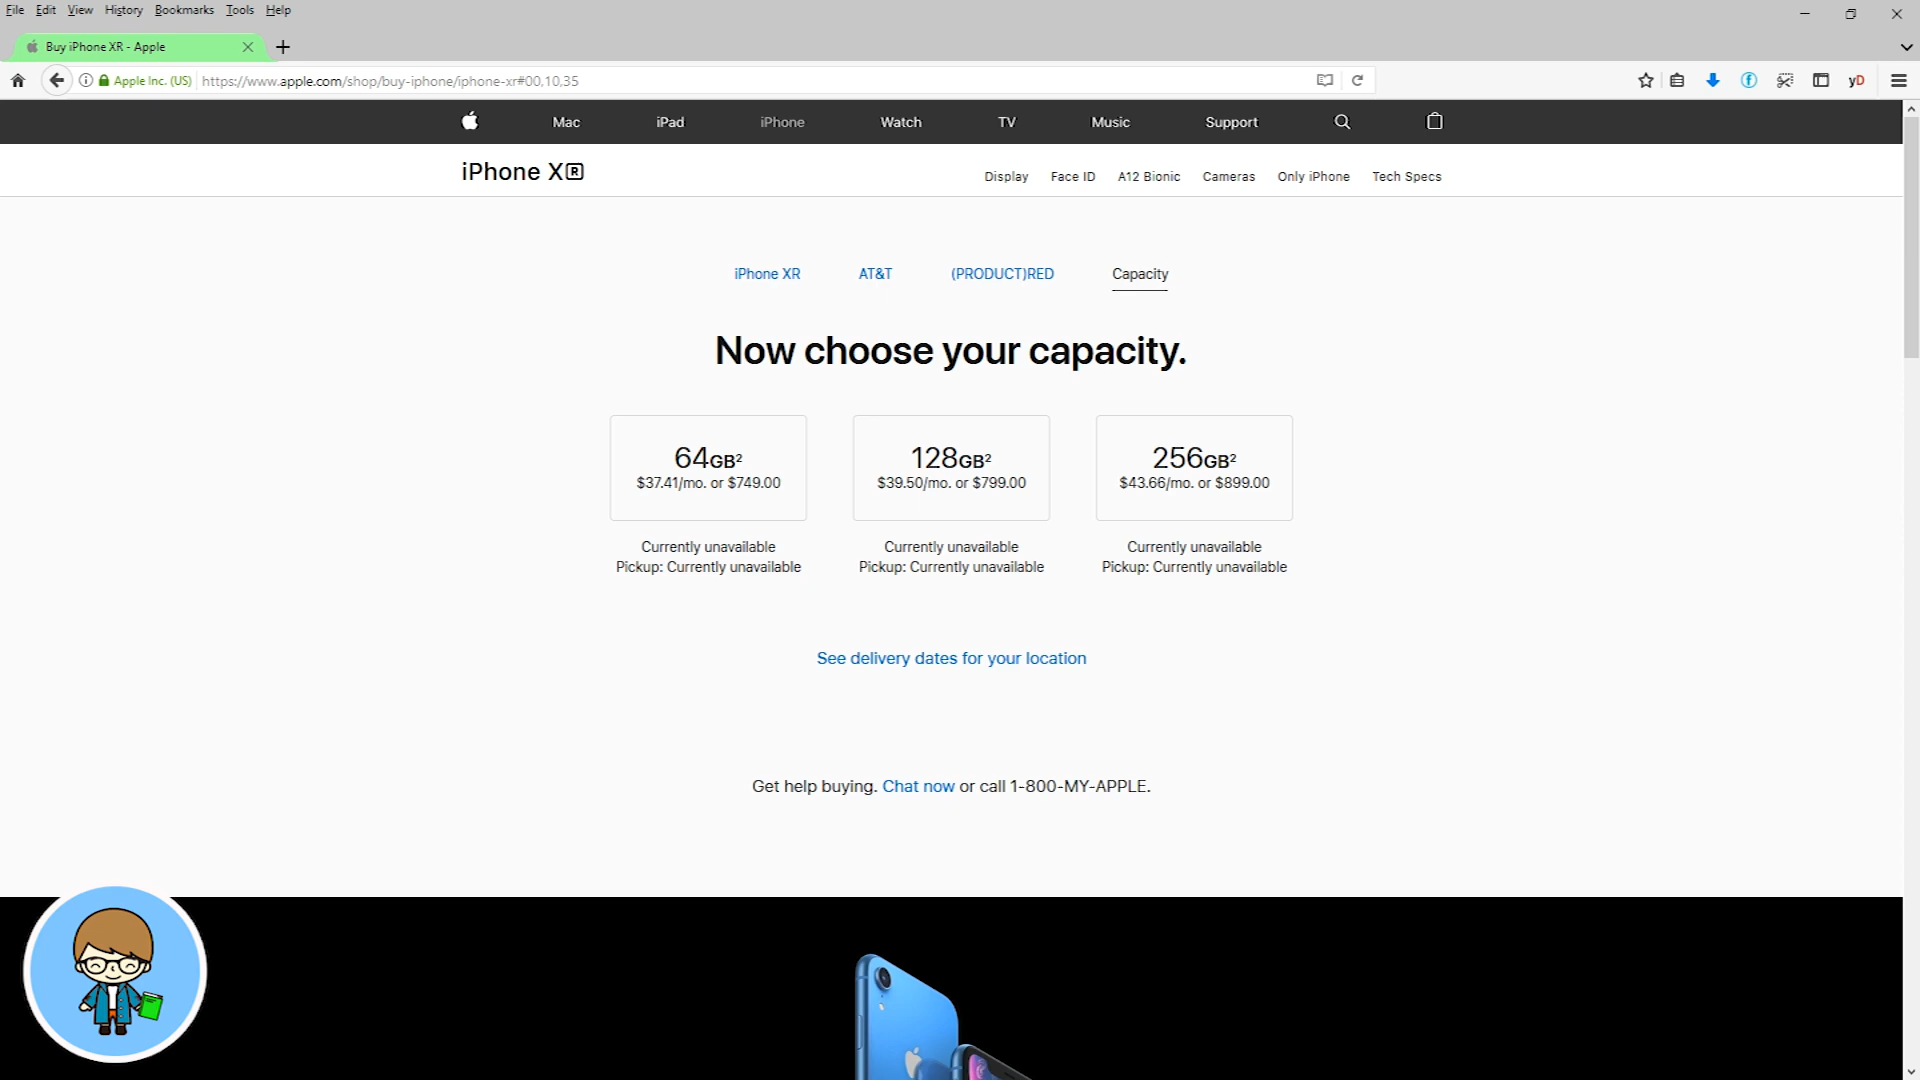 File Edit View History Bookmarks Tools Help
Buy iPhone XR - Apple
Apple Inc. (US) https://www.apple.com/shop/buy-iphone/iphone-xr#00,10,35
yD
Mac iPad iPhone Watch TV Music Support
iPhone XR
Display Face ID A12 Bionic Cameras Only iPhone Tech Specs
iPhone XR AT&T (PRODUCT)RED Capacity
Now choose your capacity.
64GB² 128GB² 256GB²
$37.41/mo. or $749.00 $39.50/mo. or $799.00 $43.66/mo. or $899.00
Currently unavailable Currently unavailable Currently unavailable
Pickup: Currently unavailable Pickup: Currently unavailable Pickup: Currently unavailable
See delivery dates for your location
Get help buying. Chat now or call 1-800-MY-APPLE.